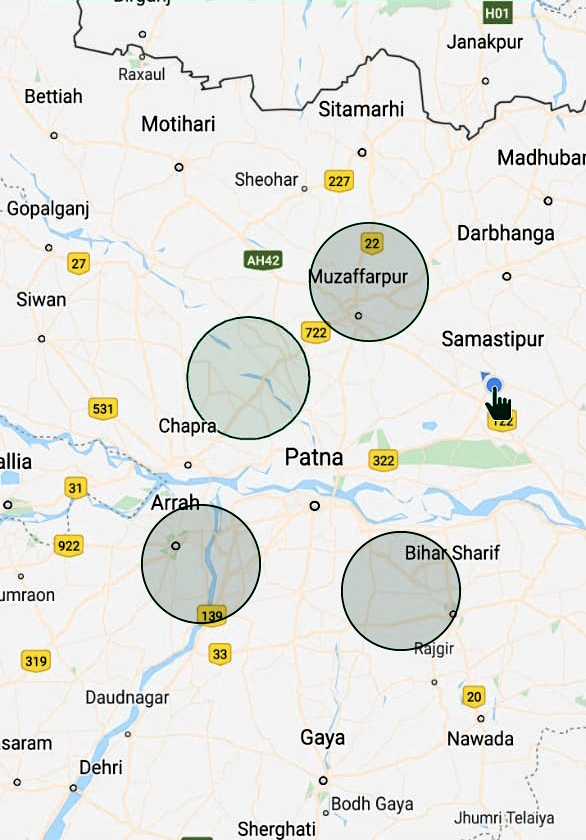 H01
Janakpur
Raxaul
Bettiah
Sitamarhi
Motihari
Madhubar
Sheohar
227
Gopalganj
Darbhanga
22
AH42
27
Muzaffarpur
Siwan
722
Samastipur
531
122
Chapra
Patna
322
allia
31
Arrah
922
Bihar Sharif
umraon
139
Rajgir
33
319
Daudnagar
20
Gaya
Nawada
saram
Dehri
Bodh Gaya
Jhumri Telaiya
Sherghati